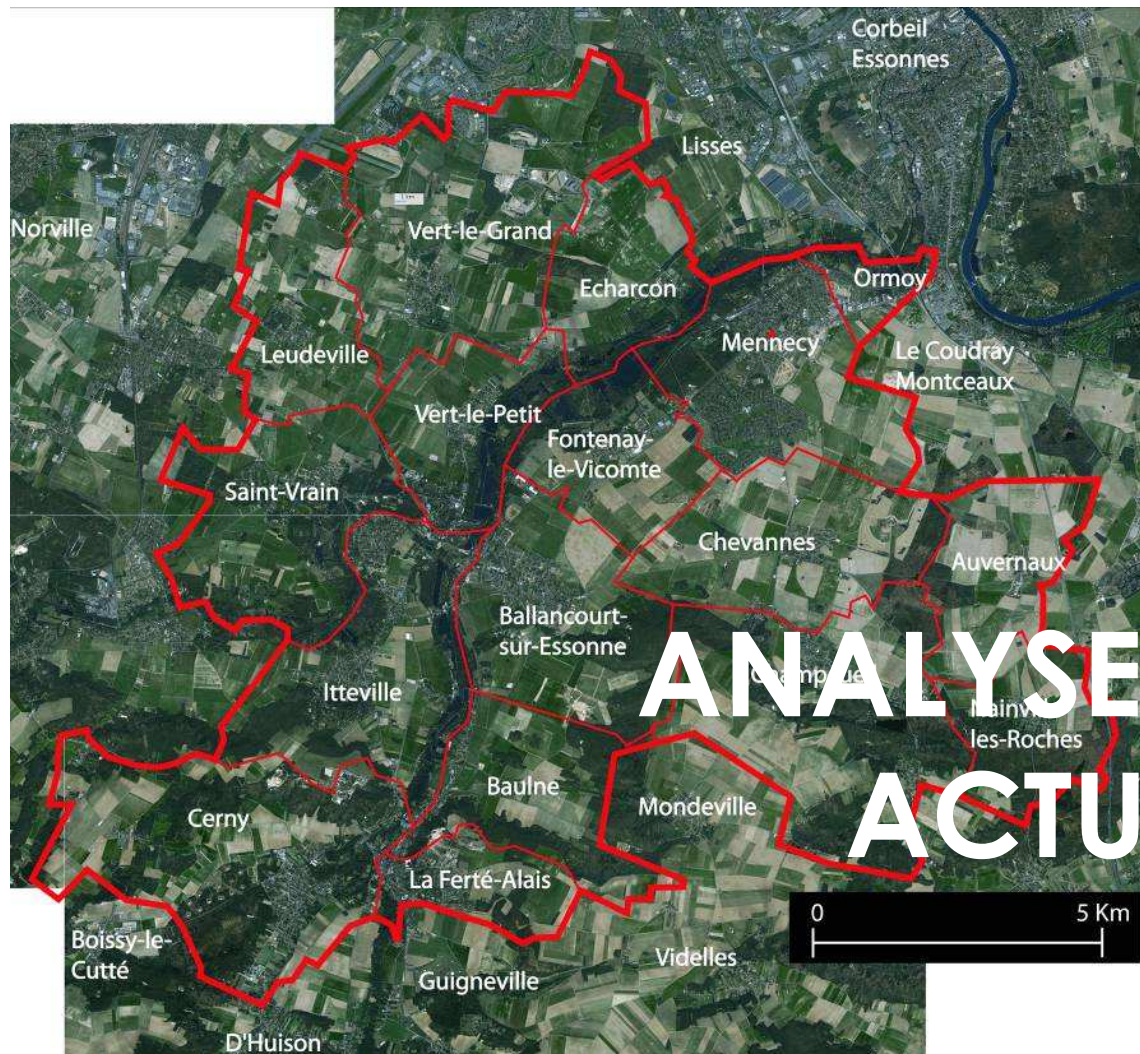 Corbeil
Essonnes
Lisses
Norville
Vert-le-Grand
Echarcon
Ormoy
Mennecy
Leudeville
Le Coudray
Montceaux
Vert-le-Petit
Fontenay-
le-Vicomte
Saint-Vrain
Chevannes
Auvernaux
Ballancourt-
sur-Essonne
ANALYSE
Itteville
les-Roches
Baulne
Mondeville
ACTU
Cerny
La Ferté-Alais
0 5 Km
Boissy-le-
Cutté
Videlles
Guigneville
D'Huison